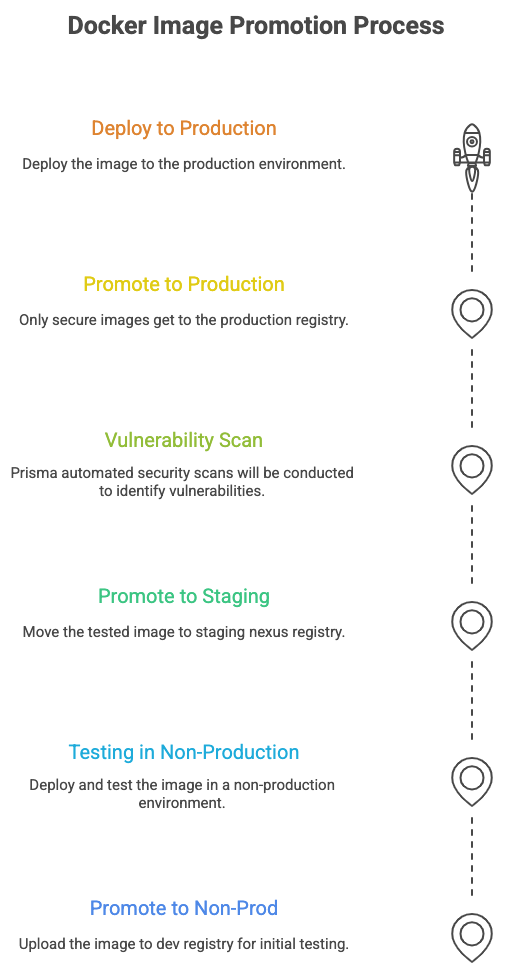 Docker Image Promotion Process
Deploy to Production
Deploy the image to the production environment.
Promote to Production
Only secure images get to the production registry.
Vulnerability Scan
Prisma automated security scans will be conducted
to identify vulnerabilities.
Promote to Staging
Move the tested image to staging nexus registry.
Testing in Non-Production
Deploy and test the image in a non-production
environment.
Promote to Non-Prod
Upload the image to dev registry for initial testing.